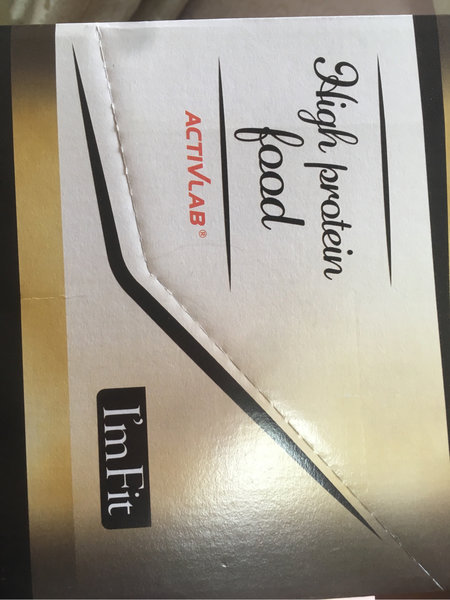 High protein
food
ACTIVLAB®
I'm Fit